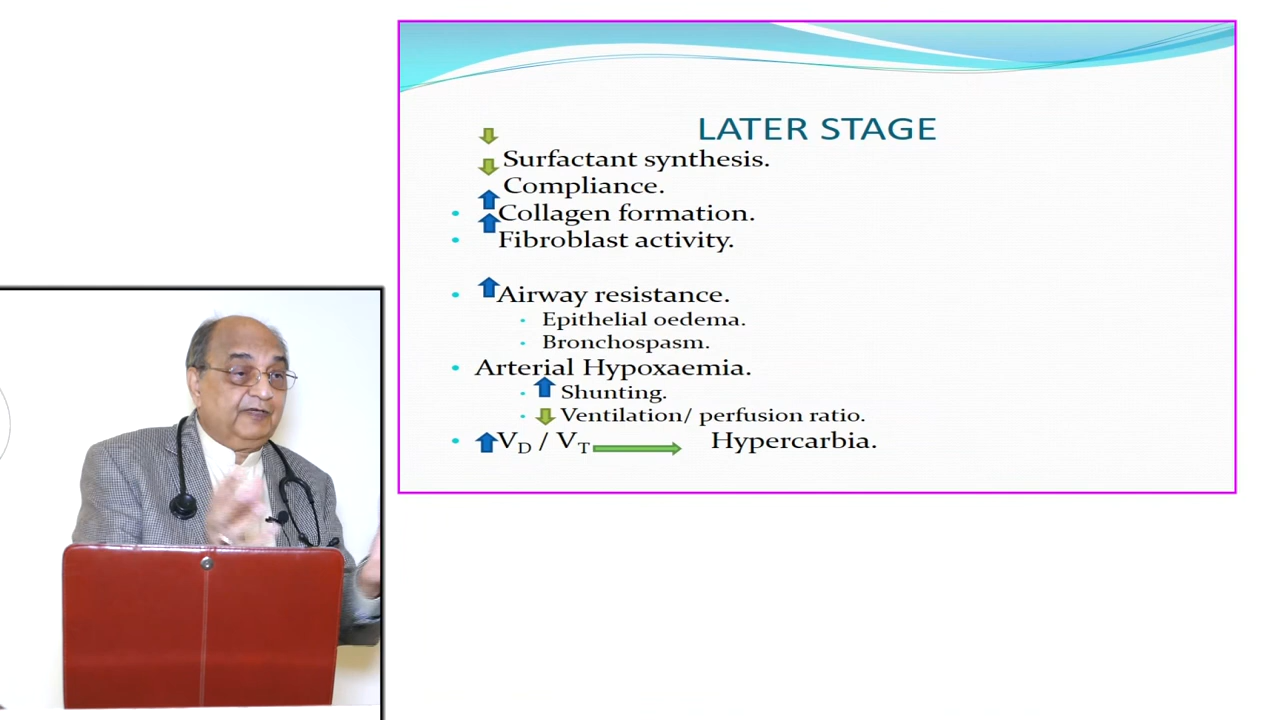 LATER STAGE
Surfactant synthesis.
Compliance.
Collagen formation.
Fibroblast activity.
Airway resistance.
Epithelial oedema.
Bronchospasm.
Arterial Hypoxaemia.
Shunting.
Ventilation/ perfusion ratio.
VD / VT Hypercarbia.